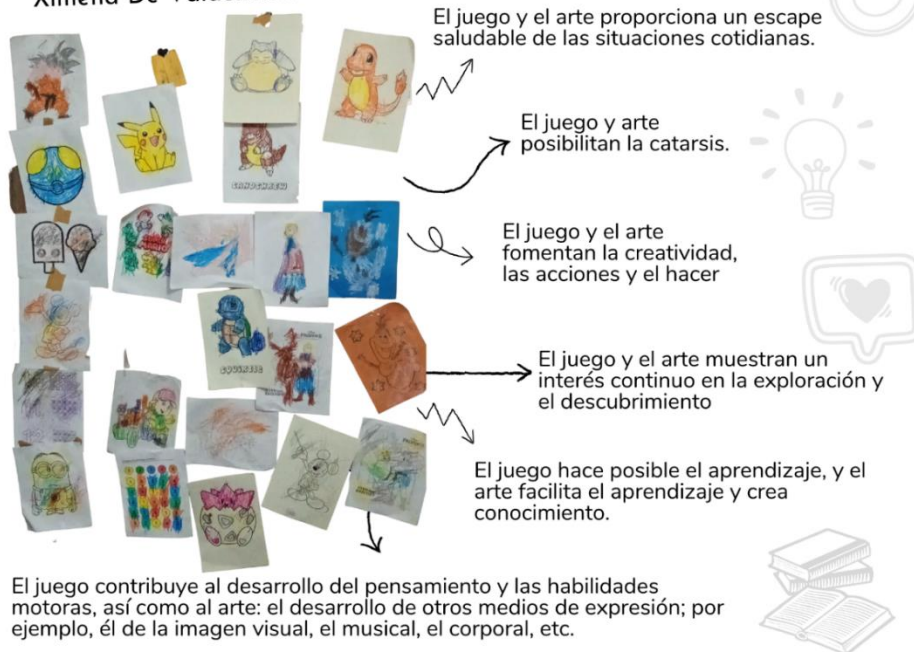 Ximena De
El juego y el arte proporciona un escape
saludable de las situaciones cotidianas.
El juego y arte
posibilitan la catarsis.
SANDSHREW
El juego y el arte
fomentan la creatividad,
las acciones y el hacer
SQUIRTLE
El juego y el arte muestran un
interés continuo en la exploración y
el descubrimiento
El juego hace posible el aprendizaje, y el
arte facilita el aprendizaje y crea
conocimiento.
El juego contribuye al desarrollo del pensamiento y las habilidades
motoras, así como al arte: el desarrollo de otros medios de expresión; por
ejemplo, él de la imagen visual, el musical, el corporal, etc.